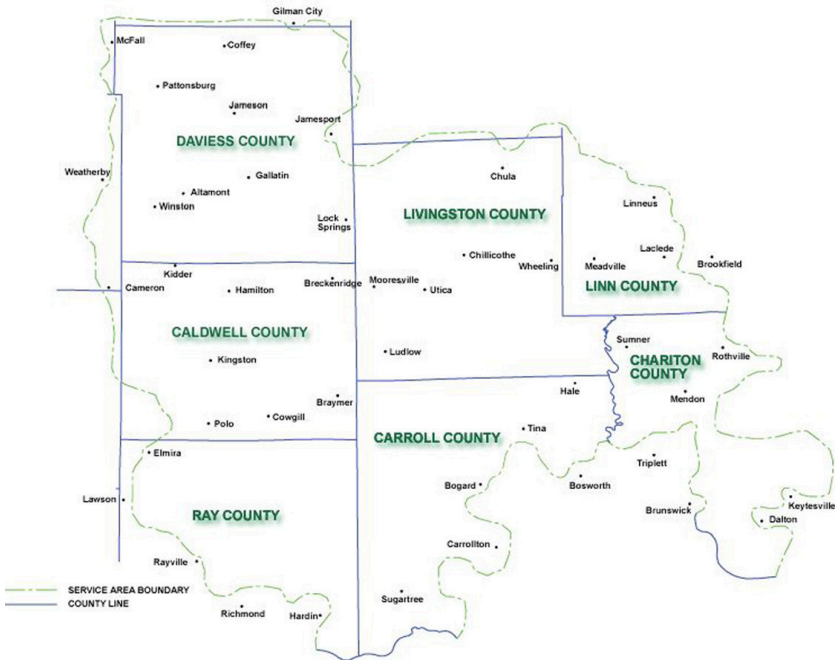 Gilman City
McFall
Coffey
Pattonsburg
Jameson
Jamesport
DAVIESS COUNTY
Weatherby
Gallatin
Altamont
Winston
Lock
Springs
Chula
LIVINGSTON COUNTY
Linneus
Chillicothe
Wheeling
Meadville
Laclede
Brookfield
LINN COUNTY
Kidder
Cameron
Hamilton
Breckenridge
Mooresville
Utica
CALDWELL COUNTY
Kingston
Ludlow
Sumner
Rothville
CHARITON
COUNTY
Mendon
Hale
Braymer
Cowgill
Polo
CARROLL COUNTY
Tina
Elmira
Triplett
Bogard
Bosworth
Lawson
RAY COUNTY
Brunswick
Keytesville
Dalton
Carrollton
Rayville
SERVICE AREA BOUNDARY
COUNTY LINE
Richmond
Hardin
Sugartree